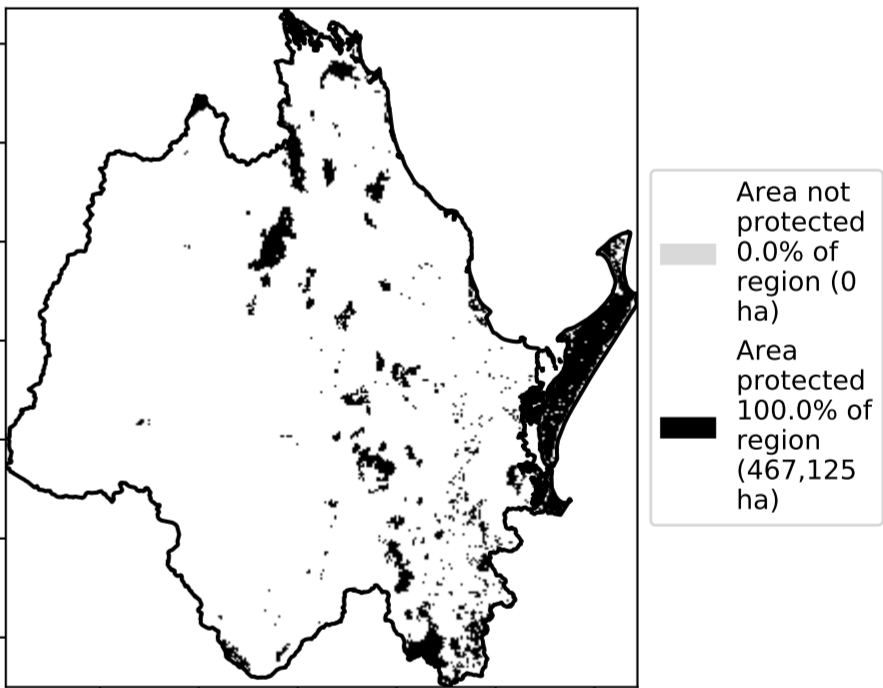 Area not
protected
0.0% of
region (0
ha)
Area
protected
100.0% of
region
(467,125
ha)